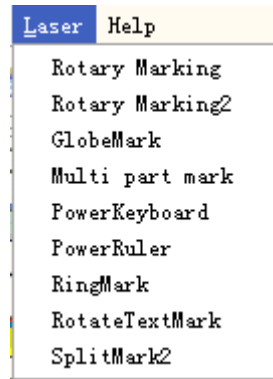 Laser Help
Rotary Marking
Rotary Marking2
GlobeMark
Multi part mark
PowerKeyboard
PowerRuler
RingMark
RotateTextMark
SplitMark2